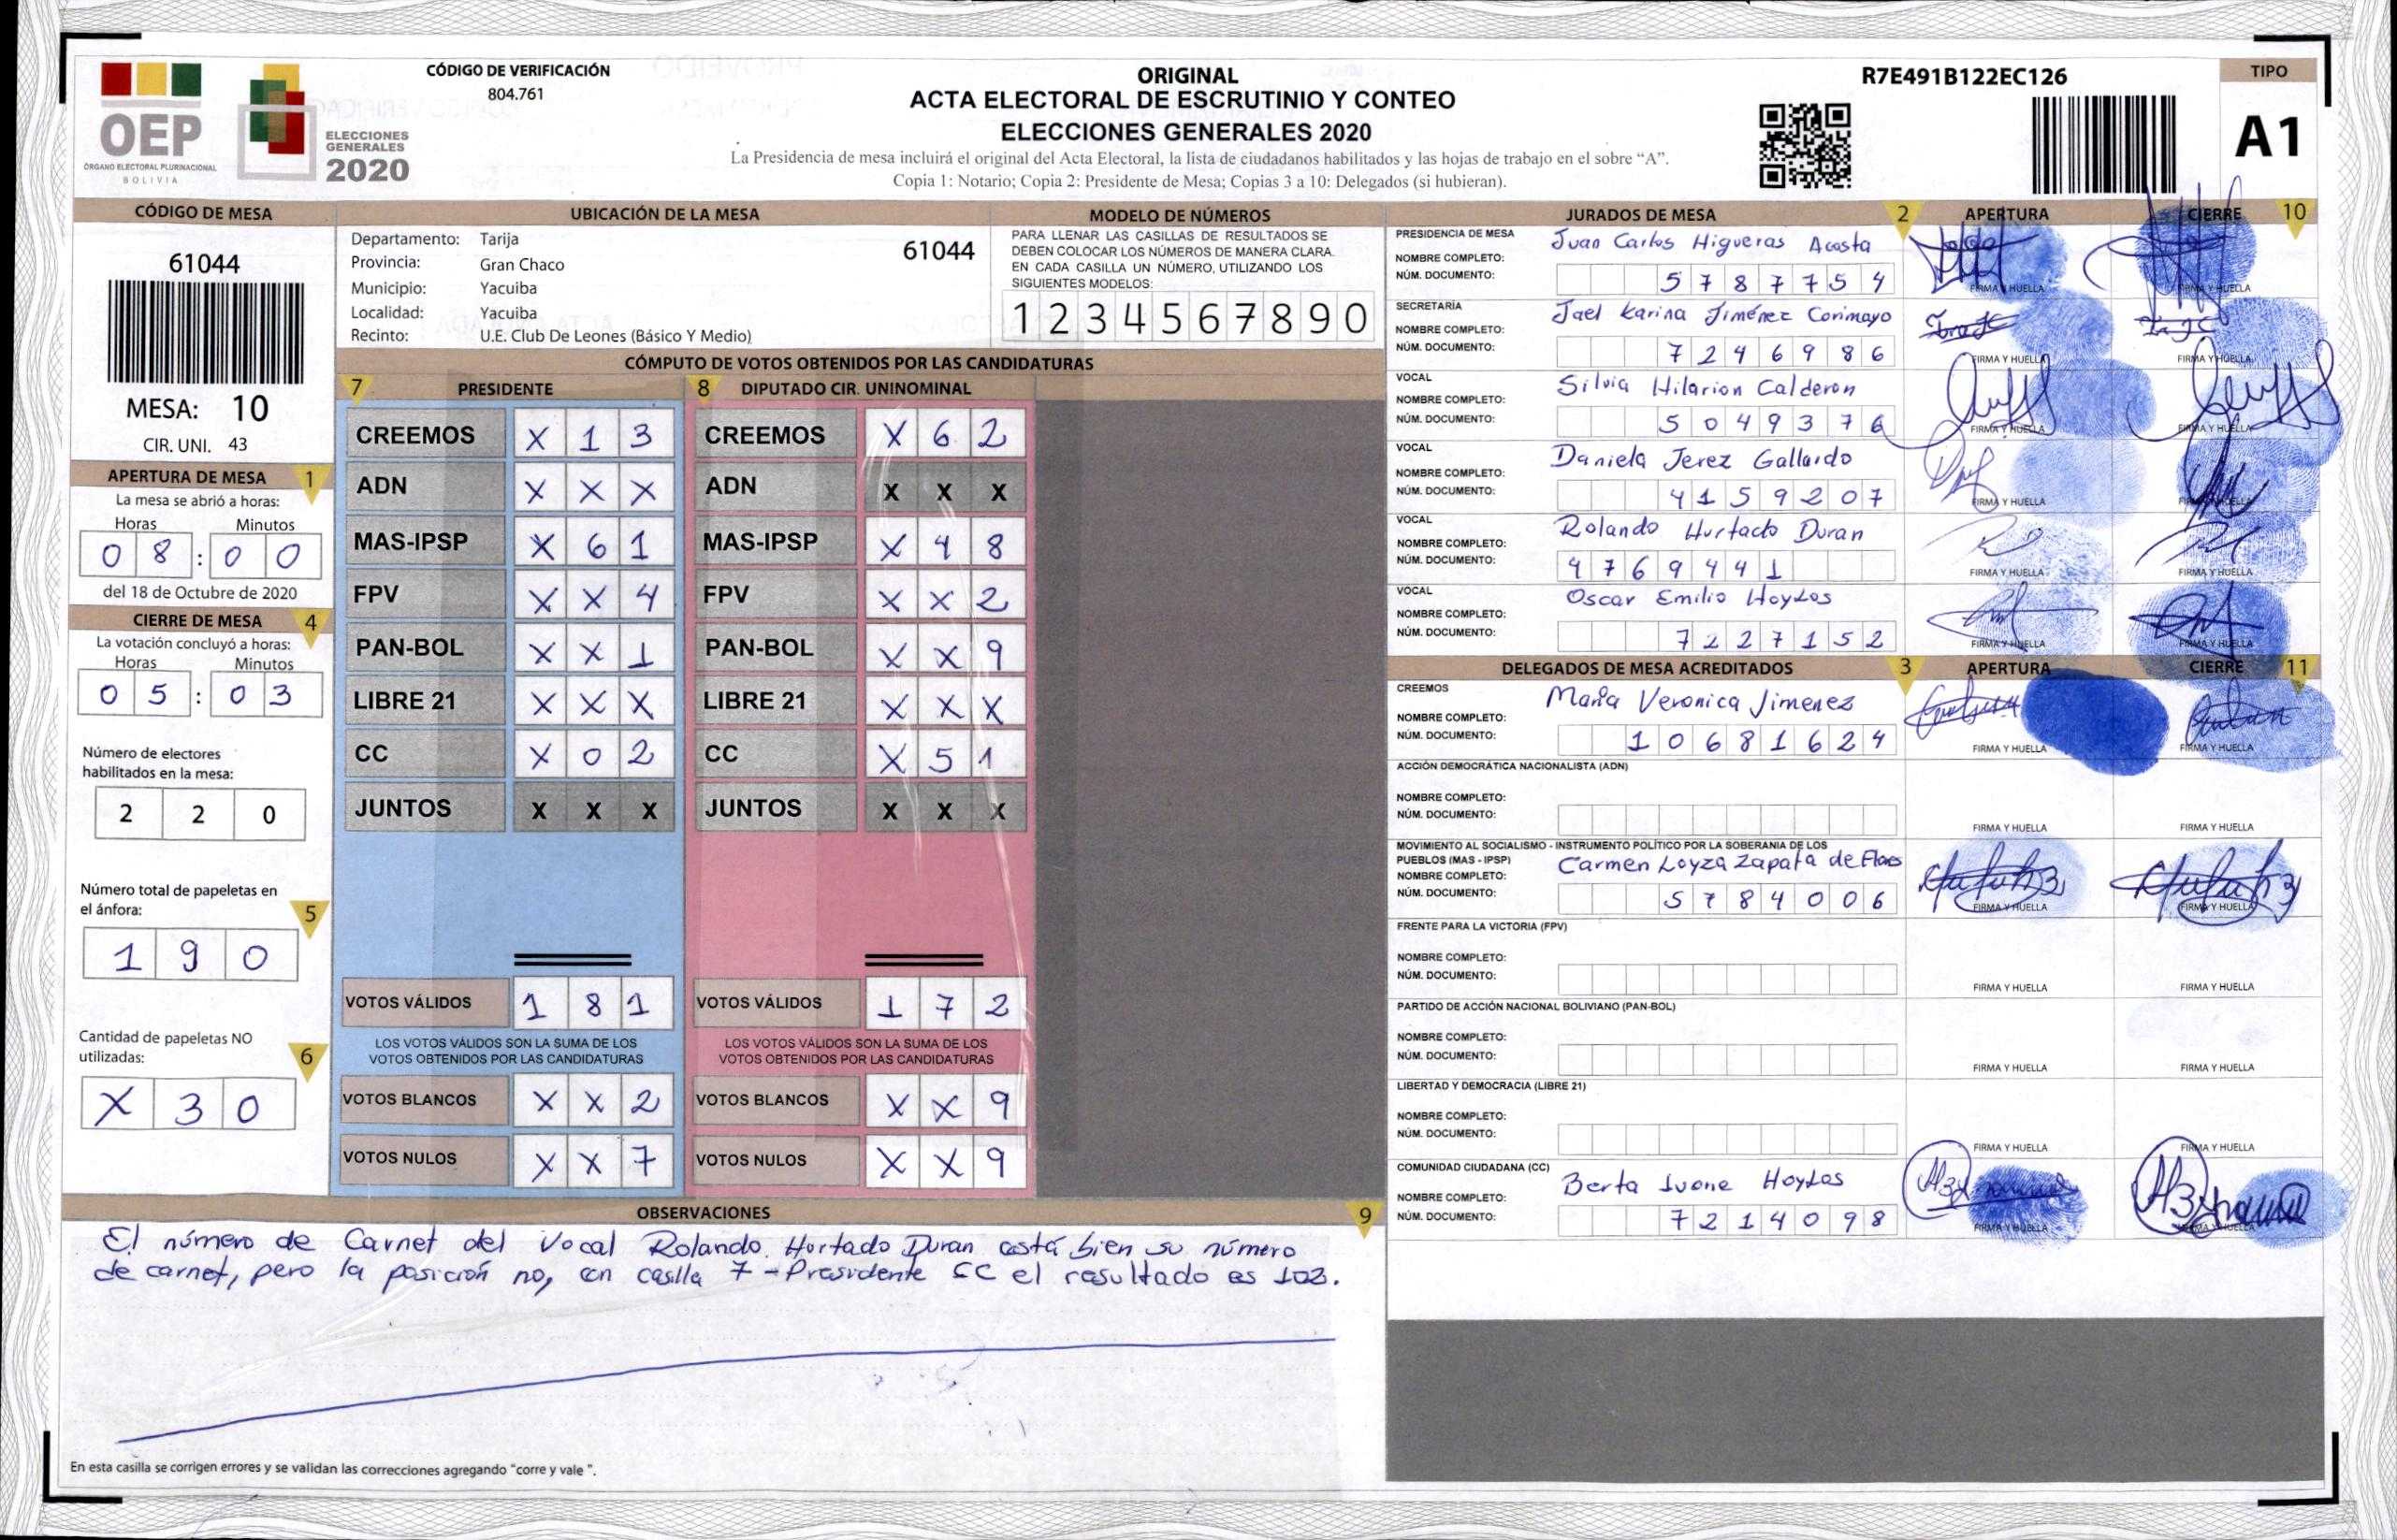 CÓDIGO DE VERIFICACIÓN
804.761
OEP
ÓRGANO ELECTORAL PLURINACIONAL
BOLIVIA
ELECCIONES
GENERALES
2020
ORIGINAL
ACTA ELECTORAL DE ESCRUTINIO Y CONTEO
ELECCIONES GENERALES 2020
La Presidencia de mesa incluirá el original del Acta Electoral, la lista de ciudadanos habilitados y las hojas de trabajo en el sobre “A”.
Copia 1: Notario; Copia 2: Presidente de Mesa; Copias 3 a 10: Delegados (si hubieran).
R7E491B122EC126
TIPO
A1
CÓDIGO DE MESA
61044
MESA: 10
CIR. UNI. 43
APERTURA DE MESA 1
La mesa se abrió a horas:
Horas Minutos
0 8 : 0 0
del 18 de Octubre de 2020
CIERRE DE MESA 4
La votación concluyó a horas:
Horas Minutos
0 5 : 0 3
Número de electores
habilitados en la mesa:
2 2 0
Número total de papeletas en
el ánfora: 5
1 9 0
Cantidad de papeletas NO
utilizadas: 6
X 3 0
UBICACIÓN DE LA MESA
Departamento: Tarija
61044
Provincia: Gran Chaco
Municipio: Yacuiba
Localidad: Yacuiba
Recinto: U.E. Club De Leones (Básico Y Medio)
MODELO DE NÚMEROS
PARA LLENAR LAS CASILLAS DE RESULTADOS SE
DEBEN COLOCAR LOS NÚMEROS DE MANERA CLARA.
EN CADA CASILLA UN NÚMERO, UTILIZANDO LOS
SIGUIENTES MODELOS:
1 2 3 4 5 6 7 8 9 0
CÓMPUTO DE VOTOS OBTENIDOS POR LAS CANDIDATURAS
7 PRESIDENTE
CREEMOS X 1 3
ADN X X X
MAS-IPSP X 6 1
FPV X X 4
PAN-BOL X X 1
LIBRE 21 X X X
CC X 0 2
JUNTOS X X X
VOTOS VÁLIDOS 1 8 1
LOS VOTOS VÁLIDOS SON LA SUMA DE LOS
VOTOS OBTENIDOS POR LAS CANDIDATURAS
VOTOS BLANCOS X X 2
VOTOS NULOS X X 7
8 DIPUTADO CIR. UNINOMINAL
CREEMOS X 6 2
ADN X X X
MAS-IPSP X 4 8
FPV X X 2
PAN-BOL X X 9
LIBRE 21 X X X
CC X 5 1
JUNTOS X X X
VOTOS VÁLIDOS 1 7 2
LOS VOTOS VÁLIDOS SON LA SUMA DE LOS
VOTOS OBTENIDOS POR LAS CANDIDATURAS
VOTOS BLANCOS X X 9
VOTOS NULOS X X 9
OBSERVACIONES 9
El número de Carnet del Vocal Rolando Hurtado Duran está bien su número
de carnet, pero la posición no, en casilla 7 - Presidente CC el resultado es 102.
En esta casilla se corrigen errores y se validan las correcciones agregando “corre y vale ”.
JURADOS DE MESA 2 APERTURA CIERRE 10
PRESIDENCIA DE MESA
NOMBRE COMPLETO: Juan Carlos Higueras Acosta
NÚM. DOCUMENTO: 5 7 8 7 7 5 4
FIRMA Y HUELLA FIRMA Y HUELLA
SECRETARÍA
NOMBRE COMPLETO: Jael Karina Jiménez Corimayo
NÚM. DOCUMENTO: 7 2 4 6 9 8 6
FIRMA Y HUELLA FIRMA Y HUELLA
VOCAL
NOMBRE COMPLETO: Silvia Hilarion Calderon
NÚM. DOCUMENTO: 5 0 4 9 3 7 6
FIRMA Y HUELLA FIRMA Y HUELLA
VOCAL
NOMBRE COMPLETO: Daniela Jerez Gallardo
NÚM. DOCUMENTO: 4 1 5 9 2 0 7
FIRMA Y HUELLA FIRMA Y HUELLA
VOCAL
NOMBRE COMPLETO: Rolando Hurtado Duran
NÚM. DOCUMENTO: 4 7 6 9 4 4 1
FIRMA Y HUELLA FIRMA Y HUELLA
VOCAL
NOMBRE COMPLETO: Oscar Emilio Hoyos
NÚM. DOCUMENTO: 7 2 2 7 1 5 2
FIRMA Y HUELLA FIRMA Y HUELLA
DELEGADOS DE MESA ACREDITADOS 3 APERTURA CIERRE 11
CREEMOS
NOMBRE COMPLETO: Maria Veronica Jimenez
NÚM. DOCUMENTO: 1 0 6 8 1 6 2 4
FIRMA Y HUELLA FIRMA Y HUELLA
ACCIÓN DEMOCRÁTICA NACIONALISTA (ADN)
NOMBRE COMPLETO:
NÚM. DOCUMENTO:
FIRMA Y HUELLA FIRMA Y HUELLA
MOVIMIENTO AL SOCIALISMO - INSTRUMENTO POLÍTICO POR LA SOBERANIA DE LOS
PUEBLOS (MAS - IPSP)
NOMBRE COMPLETO: Carmen Loyza Zapata de Flores
NÚM. DOCUMENTO: 5 7 8 4 0 0 6
FIRMA Y HUELLA FIRMA Y HUELLA
FRENTE PARA LA VICTORIA (FPV)
NOMBRE COMPLETO:
NÚM. DOCUMENTO:
FIRMA Y HUELLA FIRMA Y HUELLA
PARTIDO DE ACCIÓN NACIONAL BOLIVIANO (PAN-BOL)
NOMBRE COMPLETO:
NÚM. DOCUMENTO:
FIRMA Y HUELLA FIRMA Y HUELLA
LIBERTAD Y DEMOCRACIA (LIBRE 21)
NOMBRE COMPLETO:
NÚM. DOCUMENTO:
FIRMA Y HUELLA FIRMA Y HUELLA
COMUNIDAD CIUDADANA (CC)
NOMBRE COMPLETO: Berta Ivone Hoyos
NÚM. DOCUMENTO: 7 2 1 4 0 9 8
FIRMA Y HUELLA FIRMA Y HUELLA